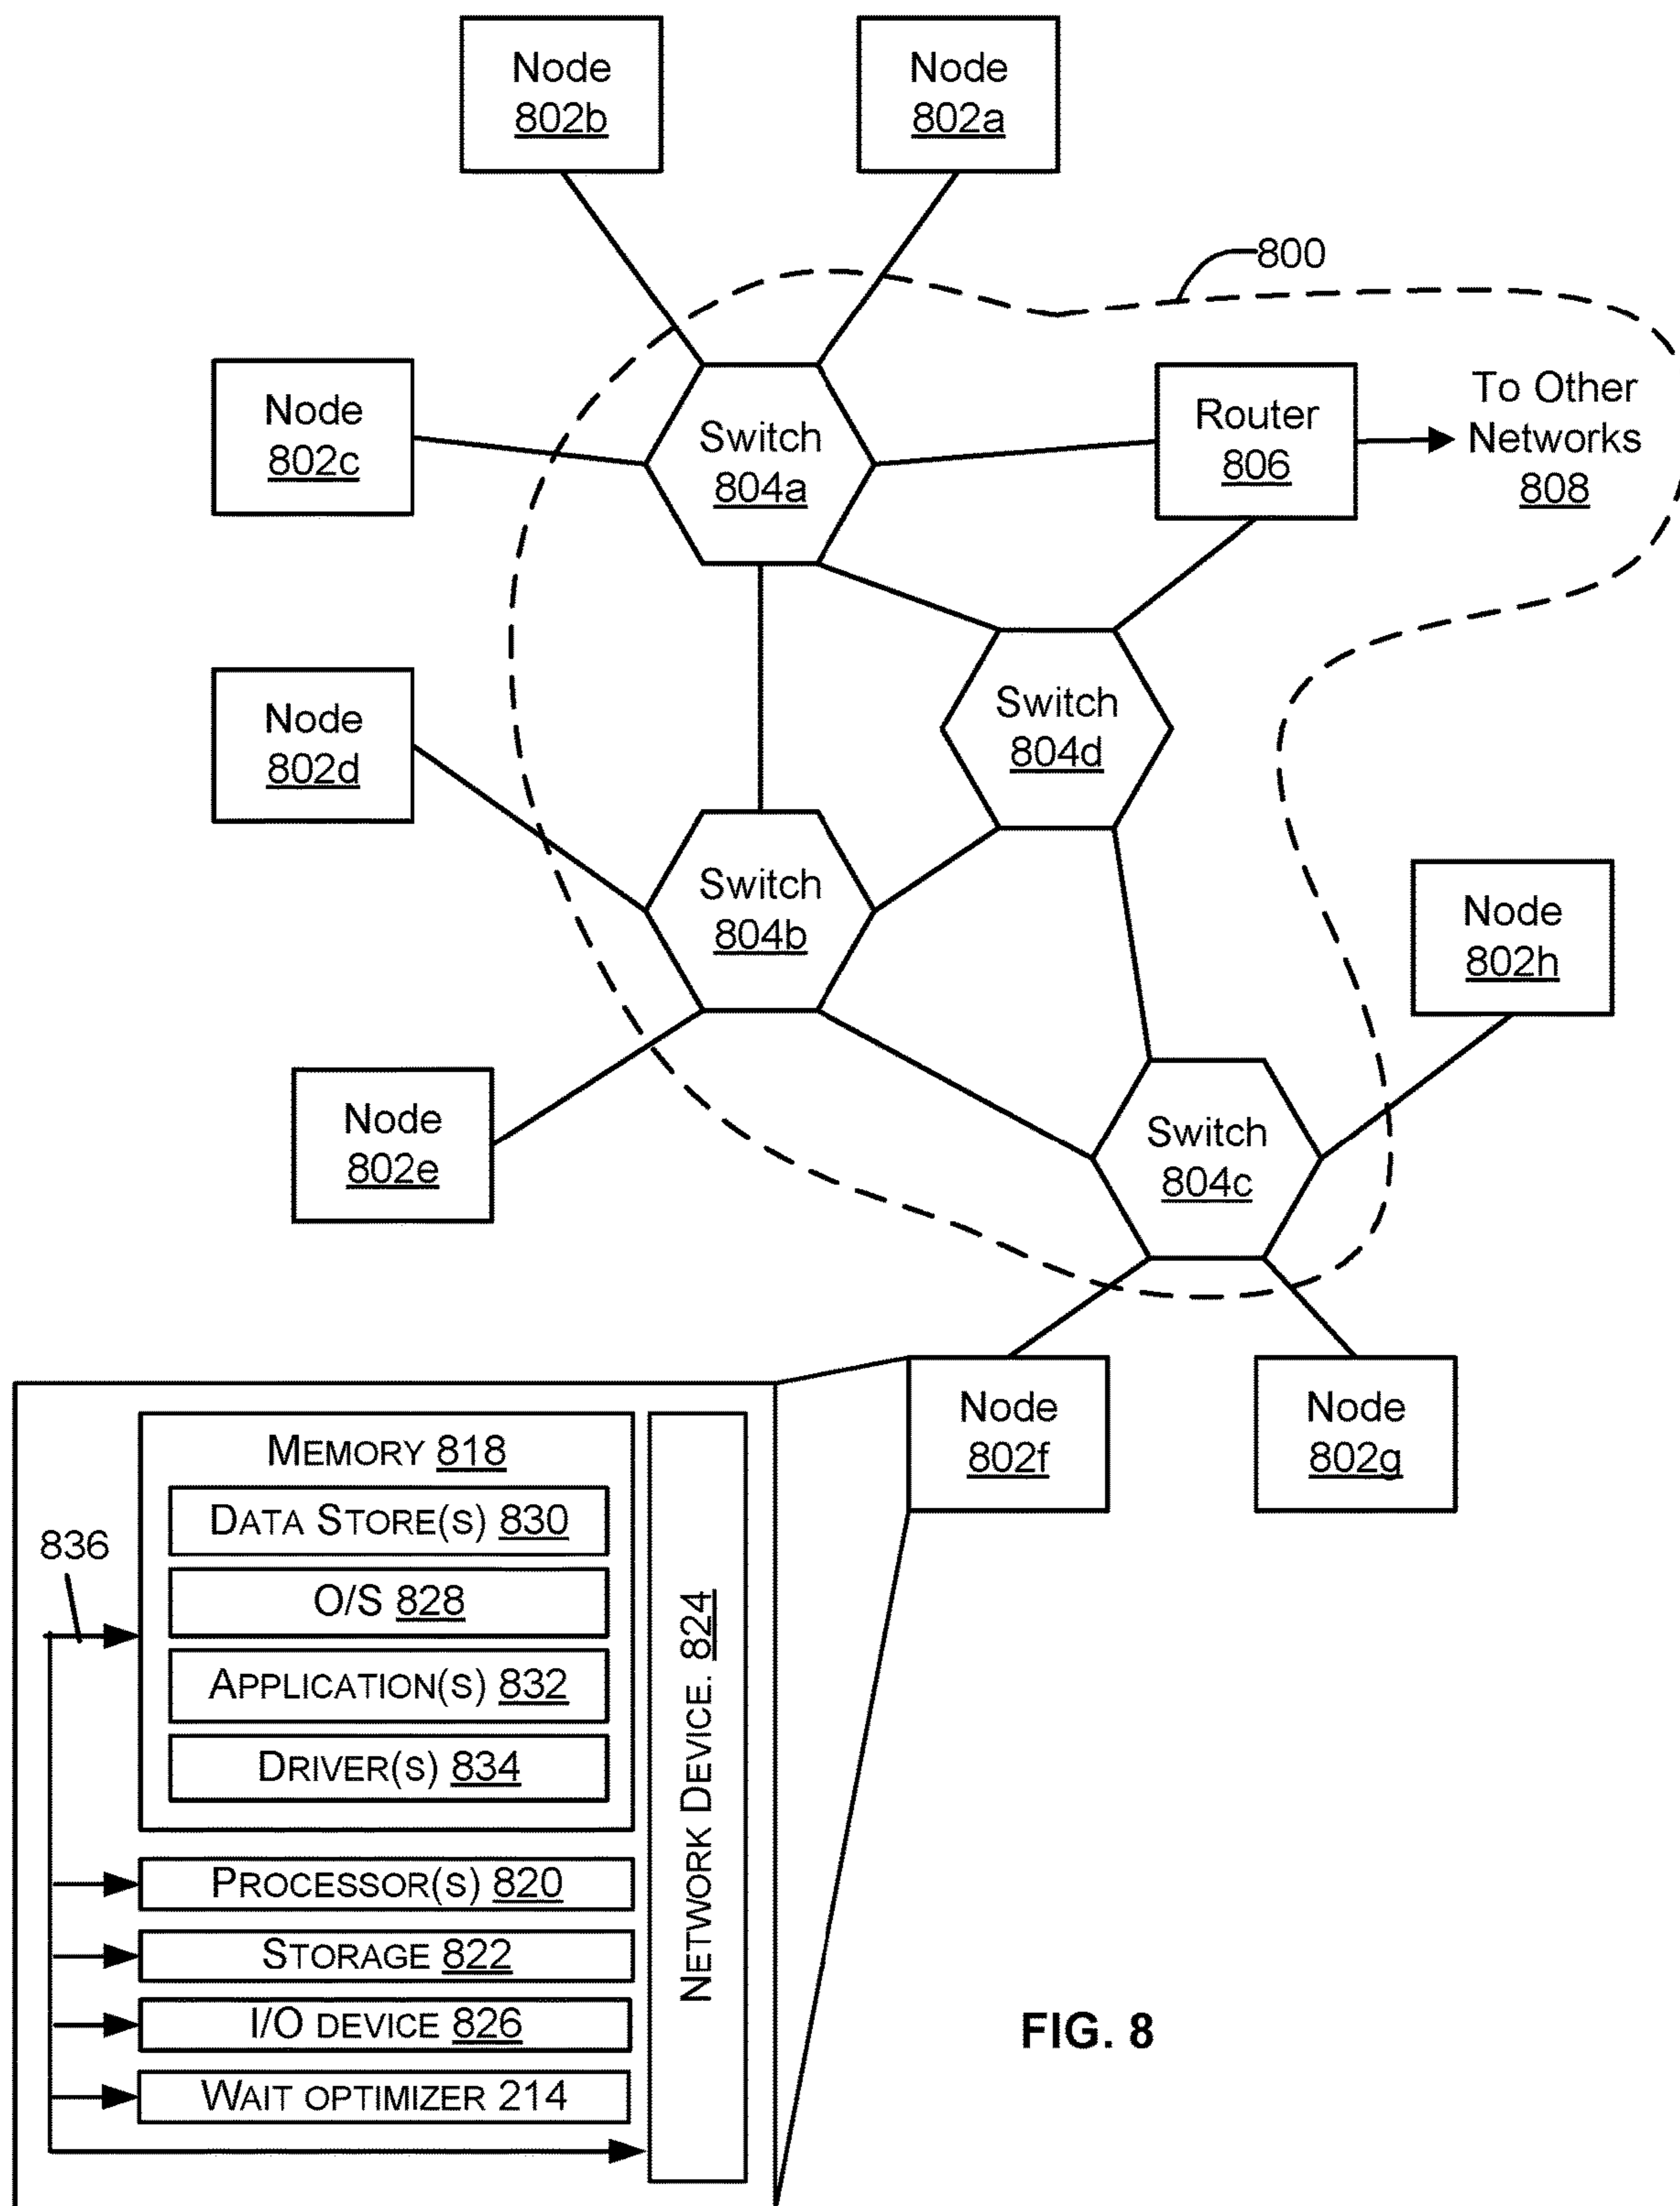 Node
802b
Node
802a
800
Node
802c
Switch
804a
Router
806
To Other
Networks
808
Node
802d
Switch
804d
Switch
804b
Node
802h
Node
802e
Switch
804c
Node
802f
Node
802g
MEMORY 818
DATA STORE(S) 830
836
O/S 828
APPLICATION(S) 832
DRIVER(S) 834
NETWORK DEVICE. 824
PROCESSOR(S) 820
STORAGE 822
I/O DEVICE 826
WAIT OPTIMIZER 214
FIG. 8